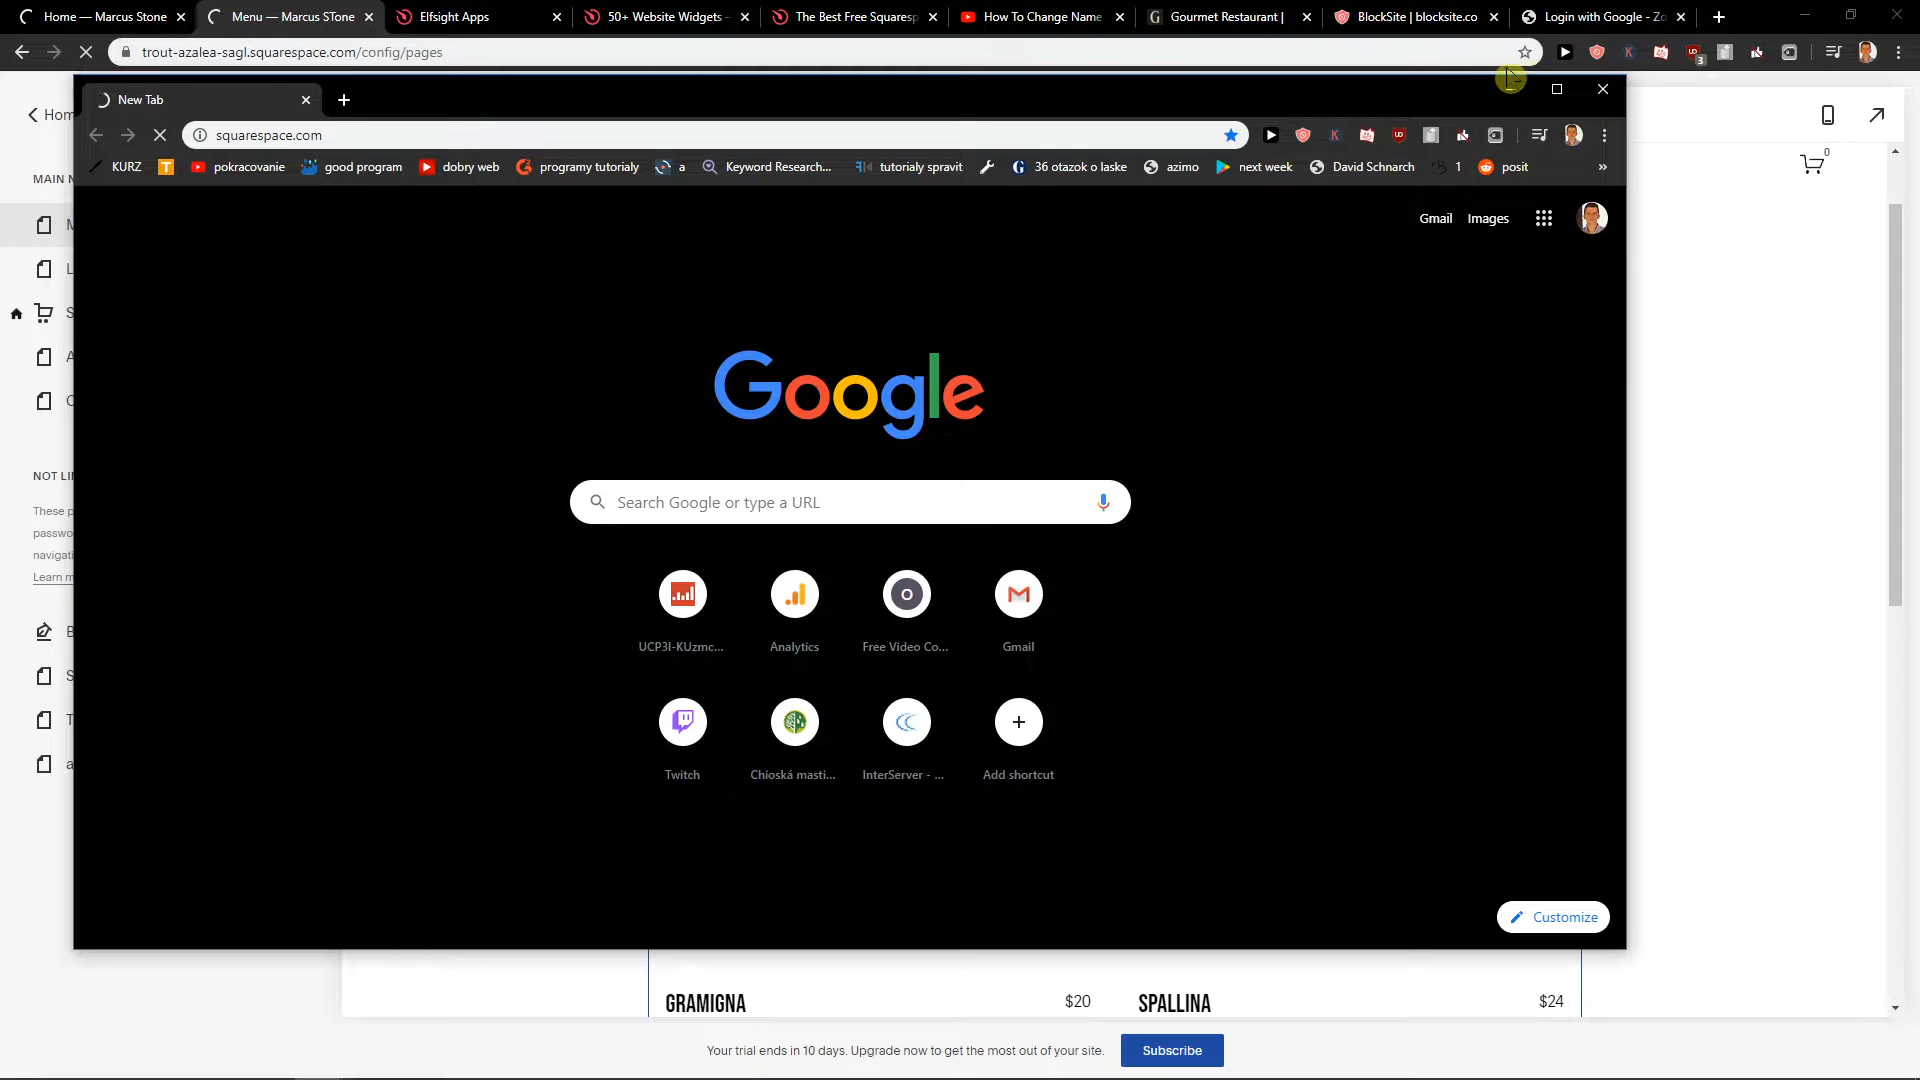 Home — Marcus Stone
Menu — Marcus STone
Elfsight Apps
50+ Website Widgets
The Best Free Squaresp
How To Change Name
Gourmet Restaurant |
BlockSite | blocksite.co
Login with Google - Zo
trout-azalea-sagl.squarespace.com/config/pages
3
New Tab
squarespace.com
KURZ
pokracovanie
good program
dobry web
programy tutorialy
a
Keyword Research...
tutorialy spravit
36 otazok o laske
azimo
next week
David Schnarch
1
posit
»
Hom
MAIN N
M
L
S
A
C
NOT LI
These p
passwo
navigati
Learn m
B
S
T
a
0
Gmail
Images
Google
Search Google or type a URL
UCP3I-KUzmc...
Analytics
Free Video Co...
Gmail
Twitch
Chioská masti...
InterServer - ...
Add shortcut
Customize
GRAMIGNA
$20
SPALLINA
$24
Your trial ends in 10 days. Upgrade now to get the most out of your site.
Subscribe